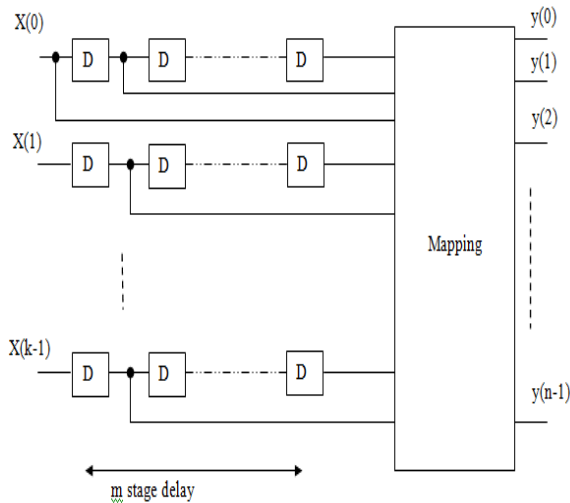 X(0)
D D D
y(0)
y(1)
y(2)
X(1)
D D D
Mapping
X(k-1)
D D D
y(n-1)
m stage delay